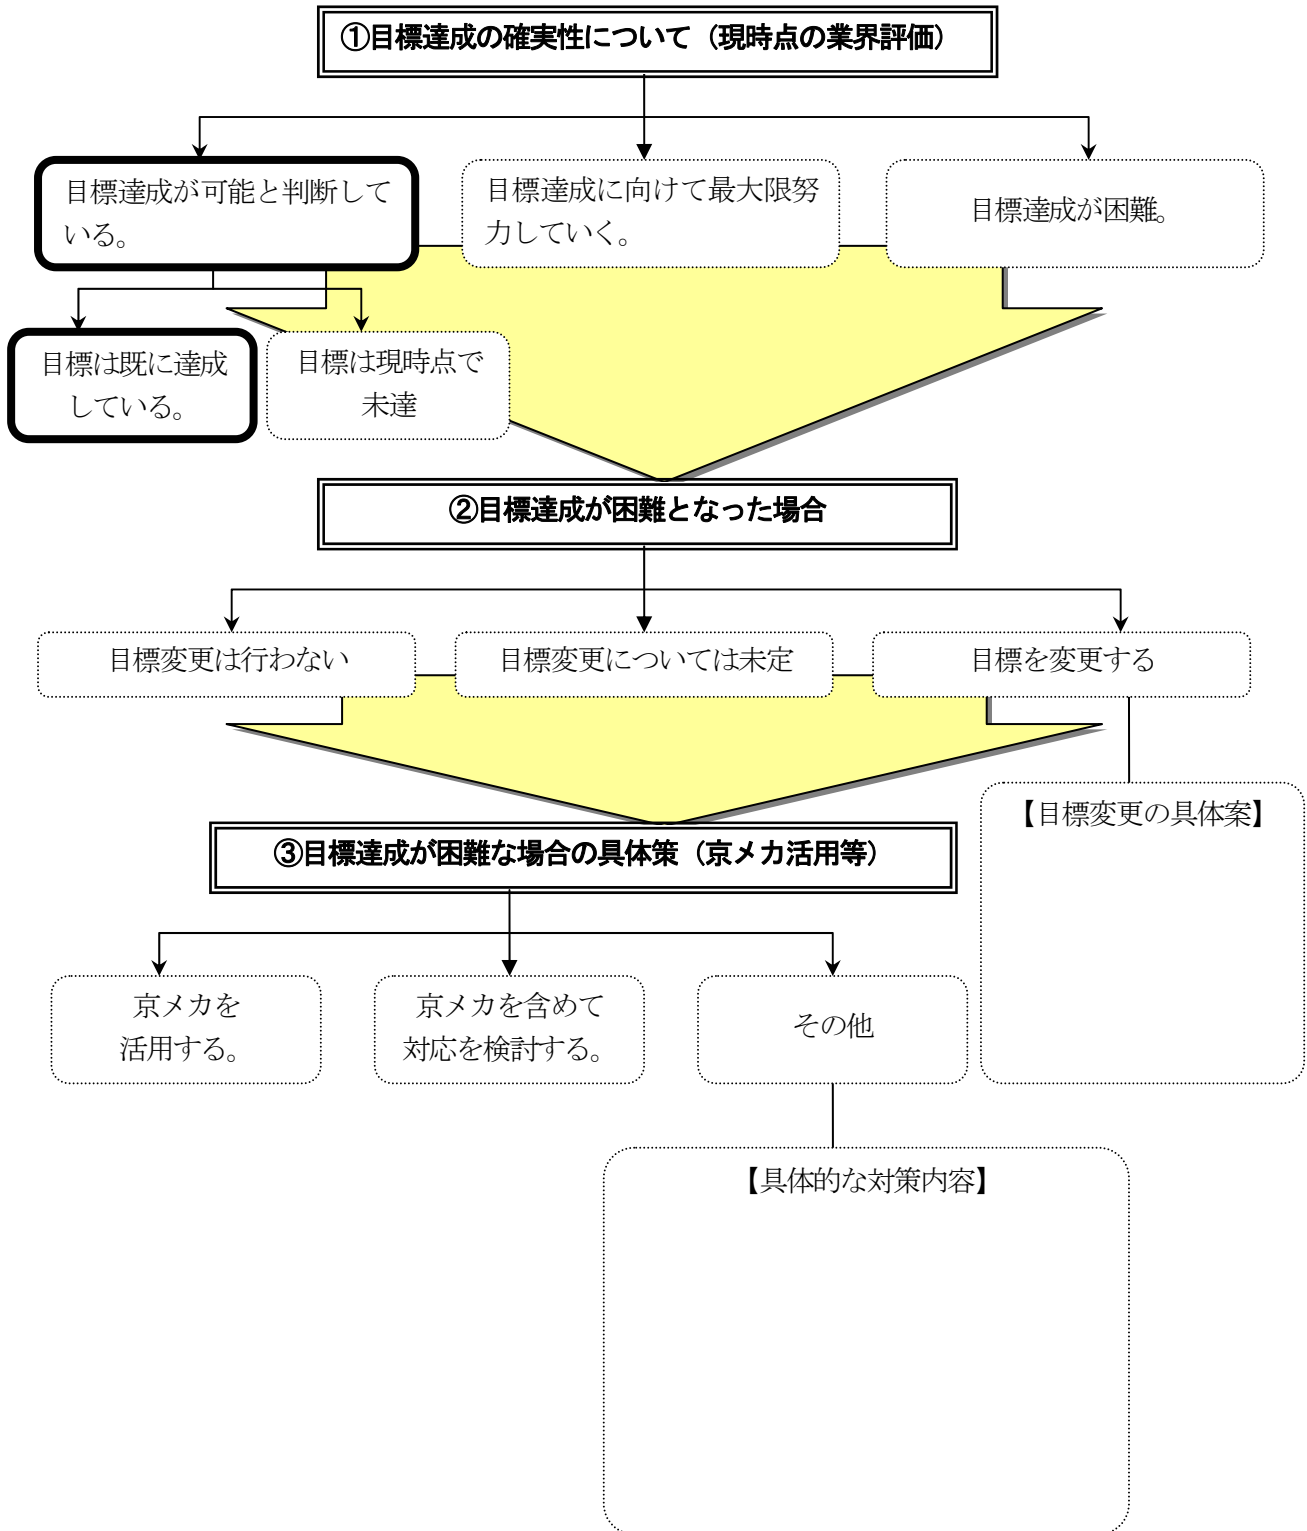 ①目標達成の確実性について（現時点の業界評価）
目標達成が可能と判断して
いる。
目標達成に向けて最大限努
力していく。
目標達成が困難。
目標は既に達成
している。
目標は現時点で
未達
②目標達成が困難となった場合
目標変更は行わない
目標変更については未定
目標を変更する
【目標変更の具体案】
③目標達成が困難な場合の具体策（京メカ活用等）
京メカを
活用する。
京メカを含めて
対応を検討する。
その他
【具体的な対策内容】